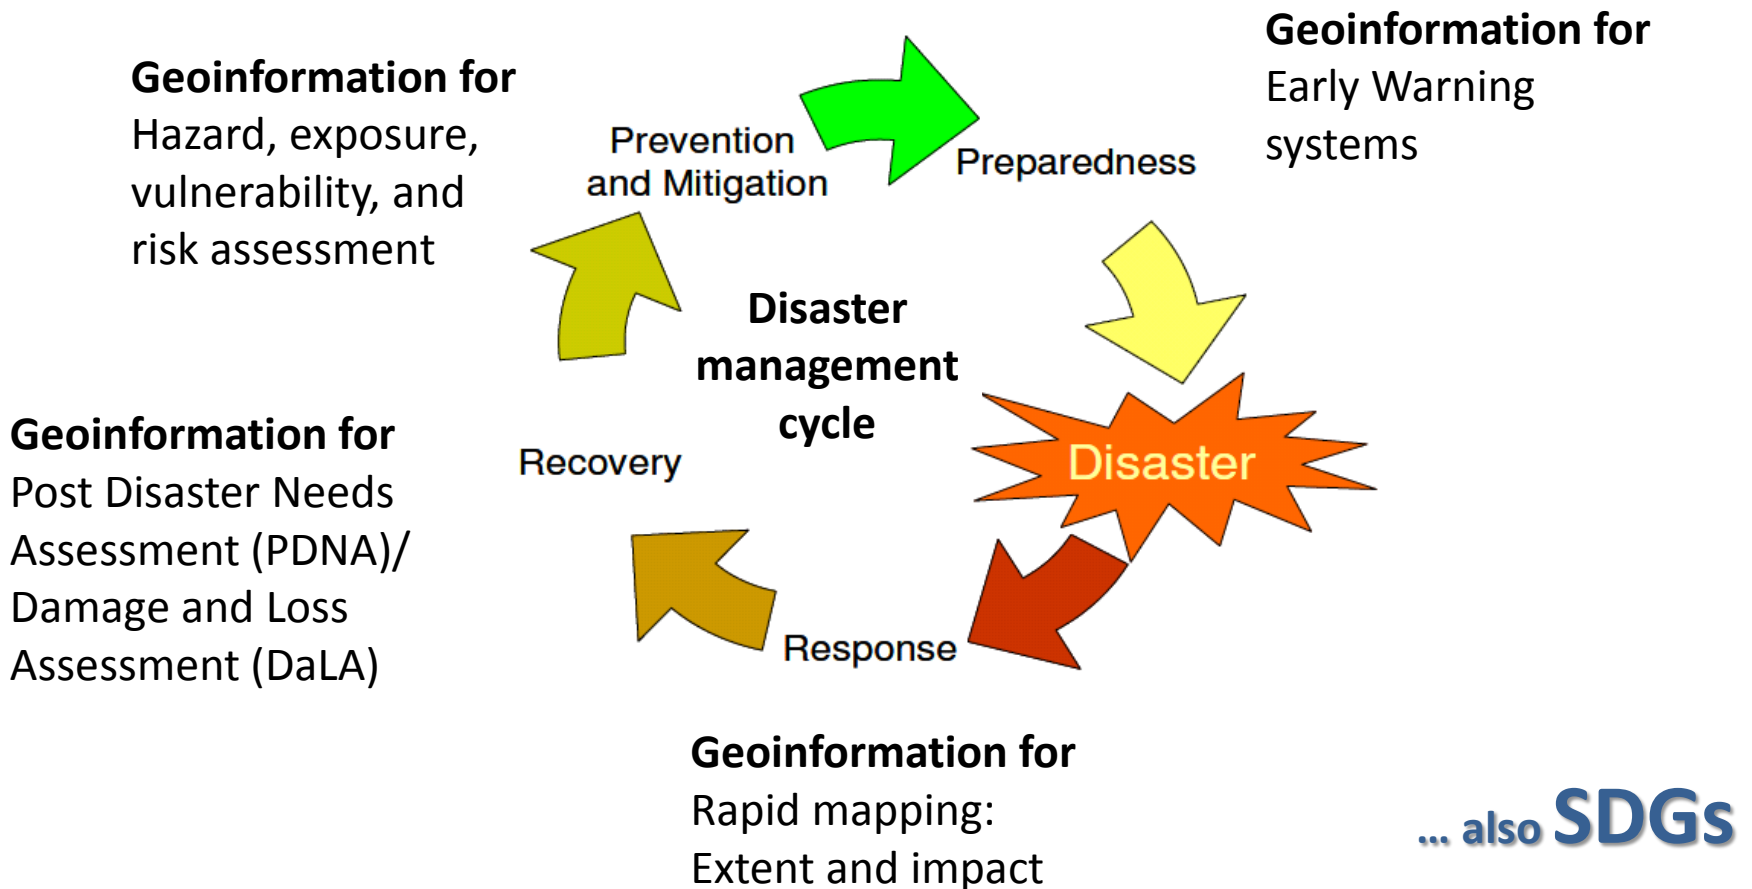 Geoinformation for
Hazard, exposure,
vulnerability, and
risk assessment
Prevention
and Mitigation
Preparedness
Geoinformation for
Early Warning
systems
Disaster
management
cycle
Disaster
Geoinformation for
Post Disaster Needs
Assessment (PDNA)/
Damage and Loss
Assessment (DaLA)
Recovery
Response
Geoinformation for
Rapid mapping:
Extent and impact
... also SDGs